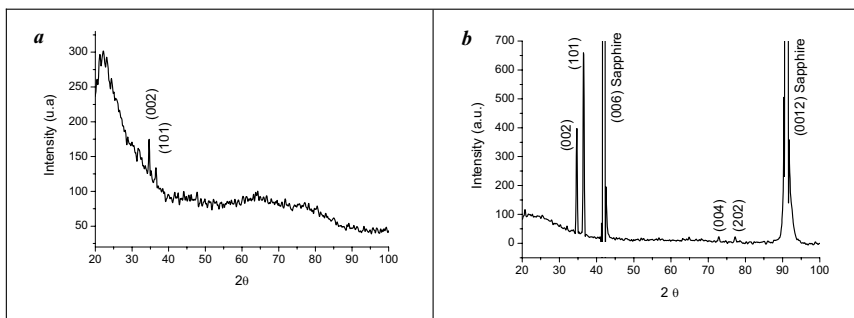 a
300
250
200
150
100
50
Intensity (u.a)
(002)
(101)
20 30 40 50 60 70 80 90 100
2θ
b
700
600
500
400
300
200
100
0
Intensity (a.u.)
(002)
(101)
(006) Sapphire
(004)
(202)
(0012) Sapphire
20 30 40 50 60 70 80 90 100
2 θ